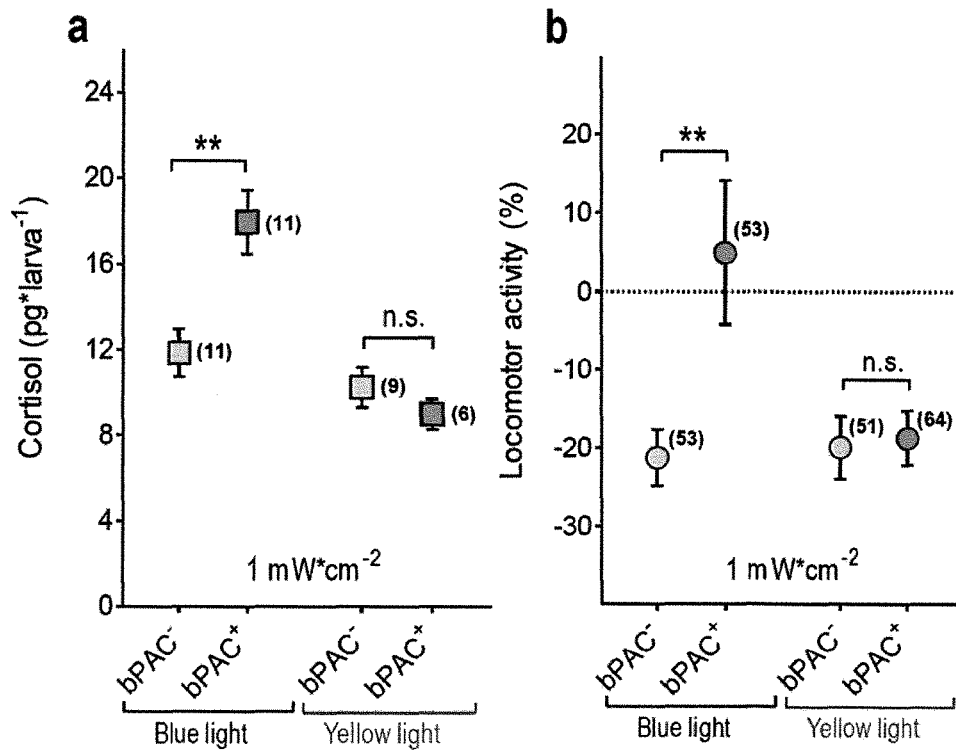 a
Cortisol (pg*larva⁻¹)
24
20
16
12
8
4
0
**
(11)
(11)
n.s.
(9)
(6)
1 mW*cm⁻²
bPAC⁻
bPAC⁺
bPAC⁻
bPAC⁺
Blue light
Yellow light
b
Locomotor activity (%)
20
10
0
-10
-20
-30
**
(53)
(53)
n.s.
(51)
(64)
1 mW*cm⁻²
bPAC⁻
bPAC⁺
bPAC⁻
bPAC⁺
Blue light
Yellow light